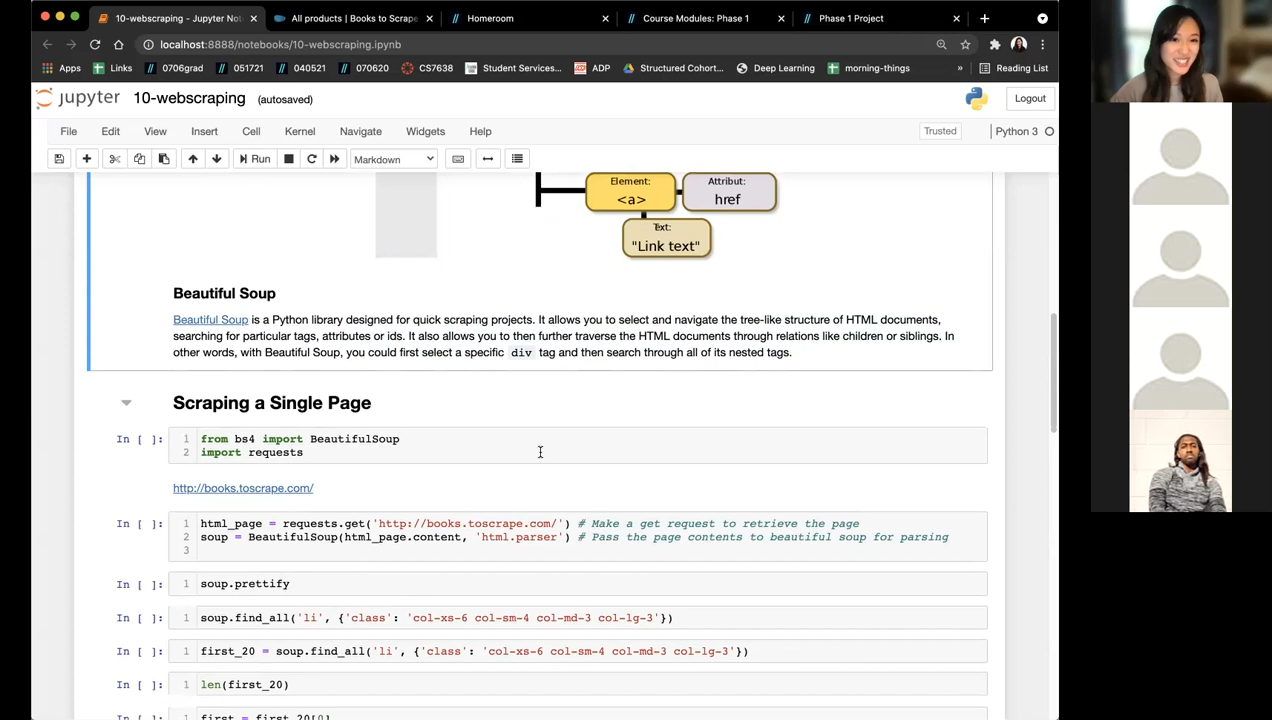 10-webscraping - Jupyter Not
All products | Books to Scrape
Homeroom
Course Modules: Phase 1
Phase 1 Project
localhost:8888/notebooks/10-webscraping.ipynb
Apps
Links
0706grad
051721
040521
070620
CS7638
Student Services...
ADP
Structured Cohort...
Deep Learning
morning-things
»
Reading List
jupyter
10-webscraping
(autosaved)
Logout
File
Edit
View
Insert
Cell
Kernel
Navigate
Widgets
Help
Trusted
Python 3
Run
Markdown
Element:
<a>
Attribut:
href
Text:
"Link text"
Beautiful Soup
Beautiful Soup is a Python library designed for quick scraping projects. It allows you to select and navigate the tree-like structure of HTML documents,
searching for particular tags, attributes or ids. It also allows you to then further traverse the HTML documents through relations like children or siblings. In
other words, with Beautiful Soup, you could first select a specific div tag and then search through all of its nested tags.
Scraping a Single Page
In [ ]:
1 from bs4 import BeautifulSoup
2 import requests
http://books.toscrape.com/
In [ ]:
1 html_page = requests.get('http://books.toscrape.com/') # Make a get request to retrieve the page
2 soup = BeautifulSoup(html_page.content, 'html.parser') # Pass the page contents to beautiful soup for parsing
3
In [ ]:
1 soup.prettify
In [ ]:
1 soup.find_all('li', {'class': 'col-xs-6 col-sm-4 col-md-3 col-lg-3'})
In [ ]:
1 first_20 = soup.find_all('li', {'class': 'col-xs-6 col-sm-4 col-md-3 col-lg-3'})
In [ ]:
1 len(first_20)
In [ ]:
1 first = first_20[0]